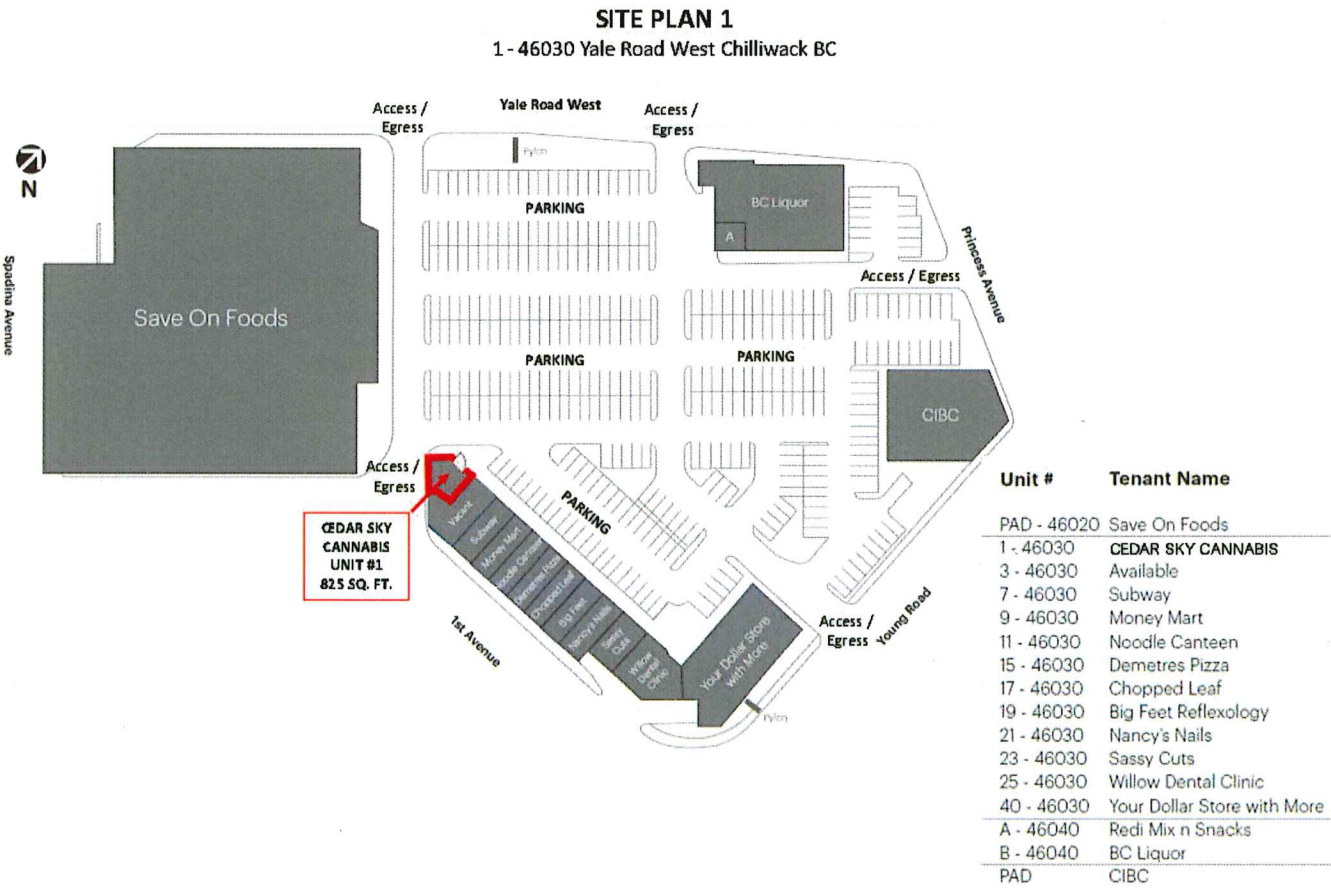 SITE PLAN 1
1 - 46030 Yale Road West Chilliwack BC
Access /
Egress
Yale Road West
Access /
Egress
N
Pylon
PARKING
BC Liquor
A
Princess Avenue
Spadina Avenue
Access / Egress
Save On Foods
PARKING
PARKING
CIBC
Access /
Egress
PARKING
CEDAR SKY
CANNABIS
UNIT #1
825 SQ. FT.
Vacant
Subway
Money Mart
Noodle Canteen
Demetres Pizza
Chopped Leaf
Big Feet
Nancy's Nails
Sassy
Cuts
Willow
Dental
Clinic
Your Dollar Store
with More
1st Avenue
Access /
Egress
Young Road
Pylon
Unit # Tenant Name
PAD - 46020 Save On Foods
1 - 46030 CEDAR SKY CANNABIS
3 - 46030 Available
7 - 46030 Subway
9 - 46030 Money Mart
11 - 46030 Noodle Canteen
15 - 46030 Demetres Pizza
17 - 46030 Chopped Leaf
19 - 46030 Big Feet Reflexology
21 - 46030 Nancy's Nails
23 - 46030 Sassy Cuts
25 - 46030 Willow Dental Clinic
40 - 46030 Your Dollar Store with More
A - 46040 Redi Mix n Snacks
B - 46040 BC Liquor
PAD CIBC